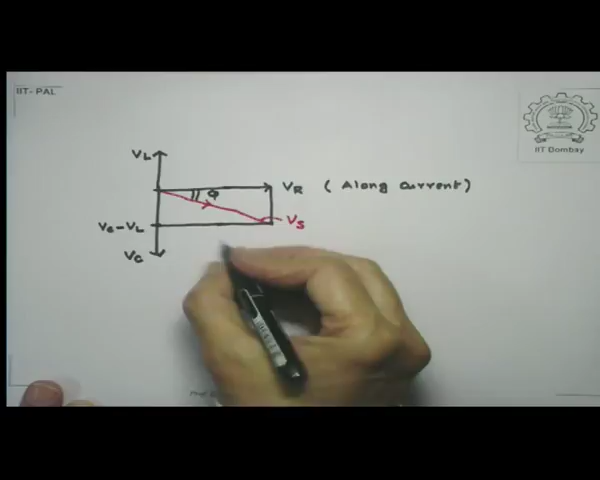 IIT- PAL
IIT Bombay
VL
VR ( Along current )
φ
Vc-VL
VS
VC